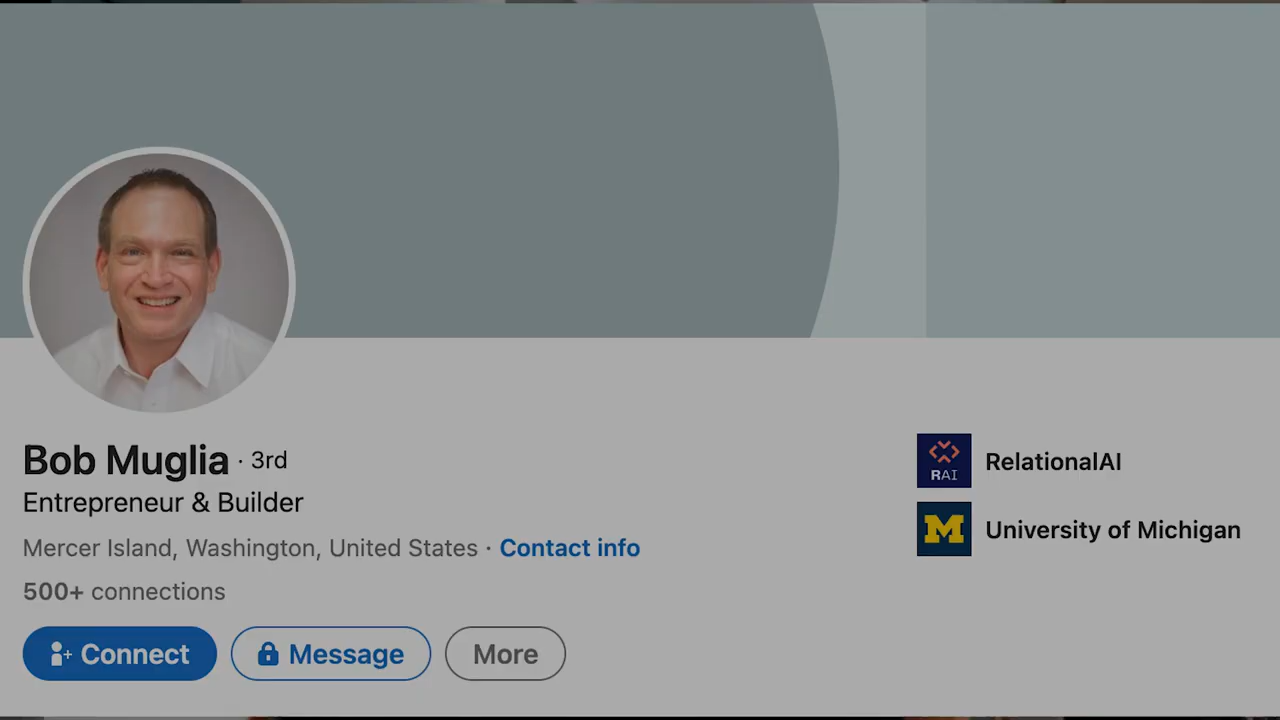 Bob Muglia · 3rd
Entrepreneur & Builder
Mercer Island, Washington, United States · Contact info
500+ connections
Connect
Message
More
RAI
RelationalAI
M
University of Michigan